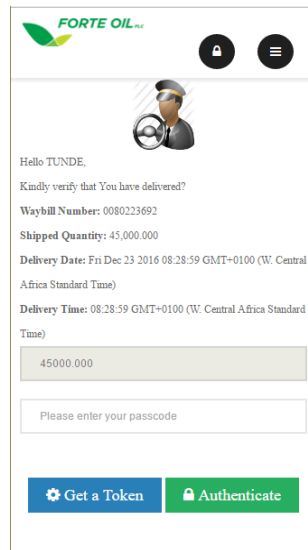 FORTE OIL PLC
Hello TUNDE,
Kindly verify that You have delivered?
Waybill Number: 0080223692
Shipped Quantity: 45,000.000
Delivery Date: Fri Dec 23 2016 08:28:59 GMT+0100 (W. Central
Africa Standard Time)
Delivery Time: 08:28:59 GMT+0100 (W. Central Africa Standard
Time)
45000.000
Please enter your passcode
Get a Token
Authenticate